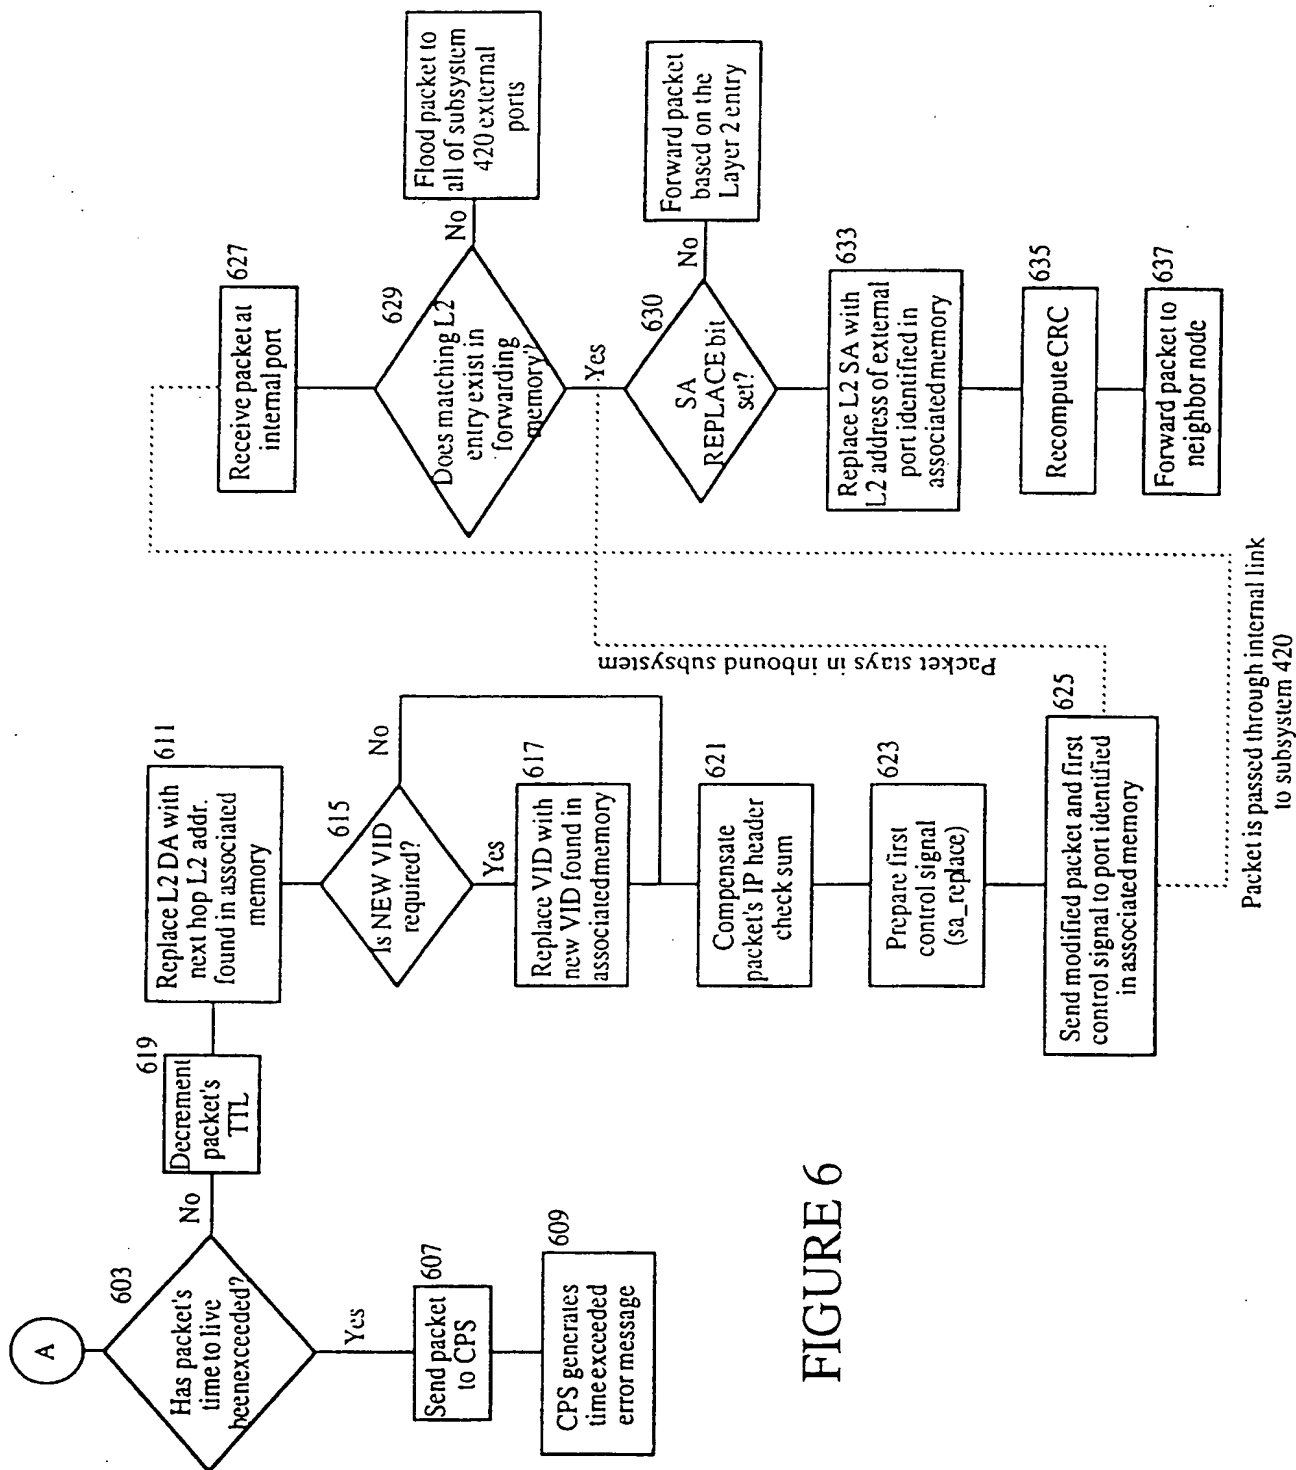 A
603
Has packet's
time to live
beenexceeded?
No
Yes
607
Send packet
to CPS
609
CPS generates
time exceeded
error message
619
Decrement
packet's
TTL
611
Replace L2 DA with
next hop L2 addr.
found in associated
memory
615
Is NEW VID
required?
No
Yes
617
Replace VID with
new VID found in
associatedmemory
621
Compensate
packet's IP header
check sum
623
Prepare first
control signal
(sa_replace)
625
Send modified packet and first
control signal to port identified
in associated memory
Packet stays in inbound subsystem
Packet is passed through internal link
to subsystem 420
627
Receive packet at
internal port
629
Does matching L2
entry exist in
forwarding
memory?
No
Flood packet to
all of subsystem
420 external
ports
Yes
630
SA
REPLACE bit
set?
No
Forward packet
based on the
Layer 2 entry
633
Replace L2 SA with
L2 address of external
port identified in
associatedmemory
635
Recompute CRC
637
Forward packet to
neighbor node
FIGURE 6